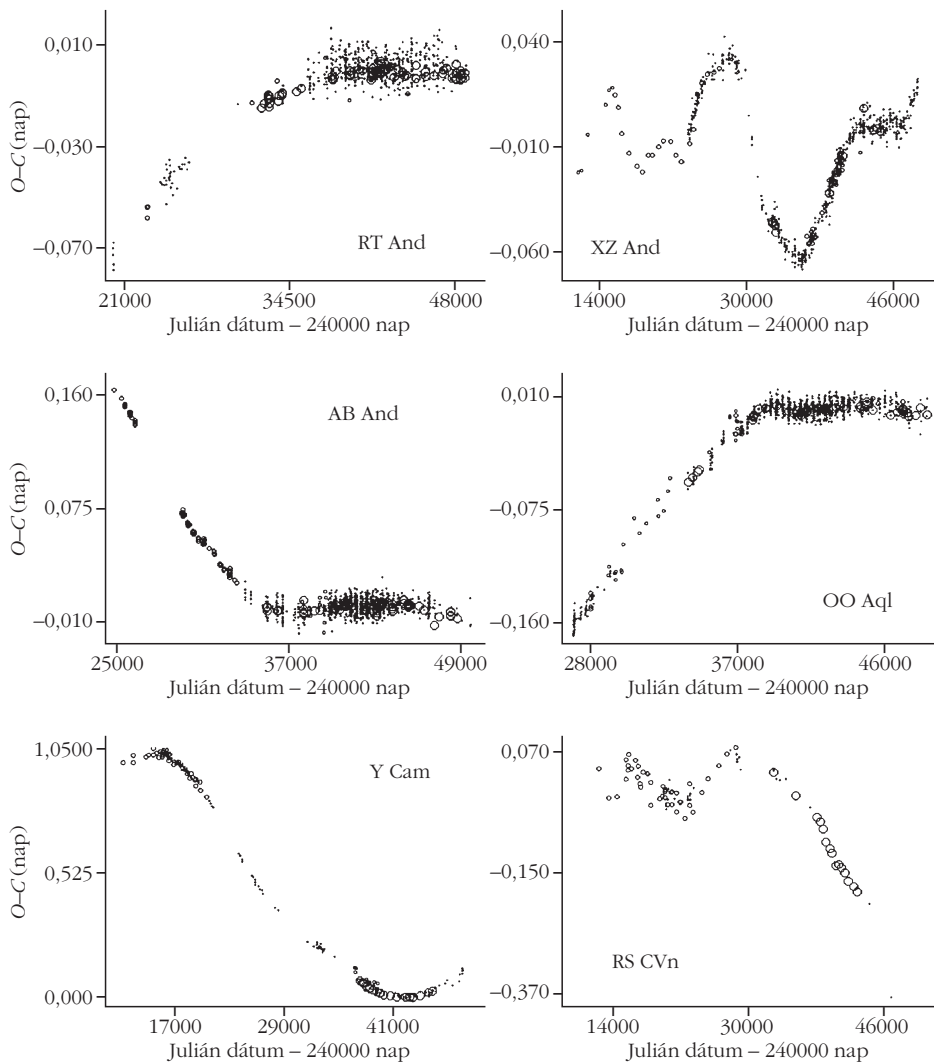 0,010
−0,030
−0,070
O–C (nap)
RT And
21000 34500 48000
Julián dátum – 240000 nap
0,040
−0,010
−0,060
XZ And
14000 30000 46000
Julián dátum – 240000 nap
0,160
0,075
−0,010
O–C (nap)
AB And
25000 37000 49000
Julián dátum – 240000 nap
0,010
−0,075
−0,160
OO Aql
28000 37000 46000
Julián dátum – 240000 nap
1,0500
0,525
0,000
O–C (nap)
Y Cam
17000 29000 41000
Julián dátum – 240000 nap
0,070
-0,150
−0,370
RS CVn
14000 30000 46000
Julián dátum – 240000 nap